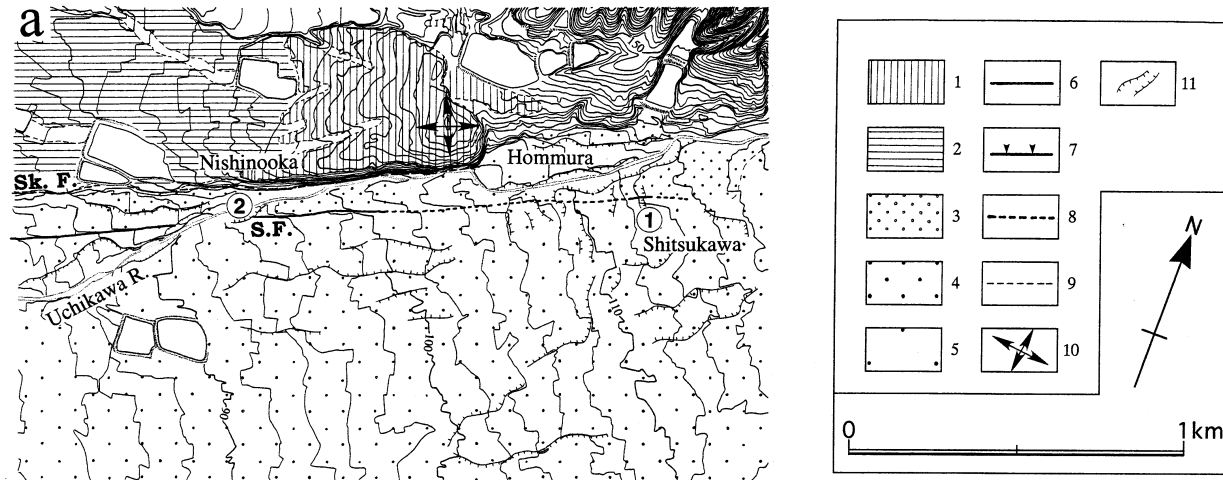 a
50
Nishinooka
Hommura
Sk. F.
2
S.F.
1
Shitsukawa
Uchikawa R.
100
90
1 6 11
2 7
3 8
4 9
5 10
N
0 1km